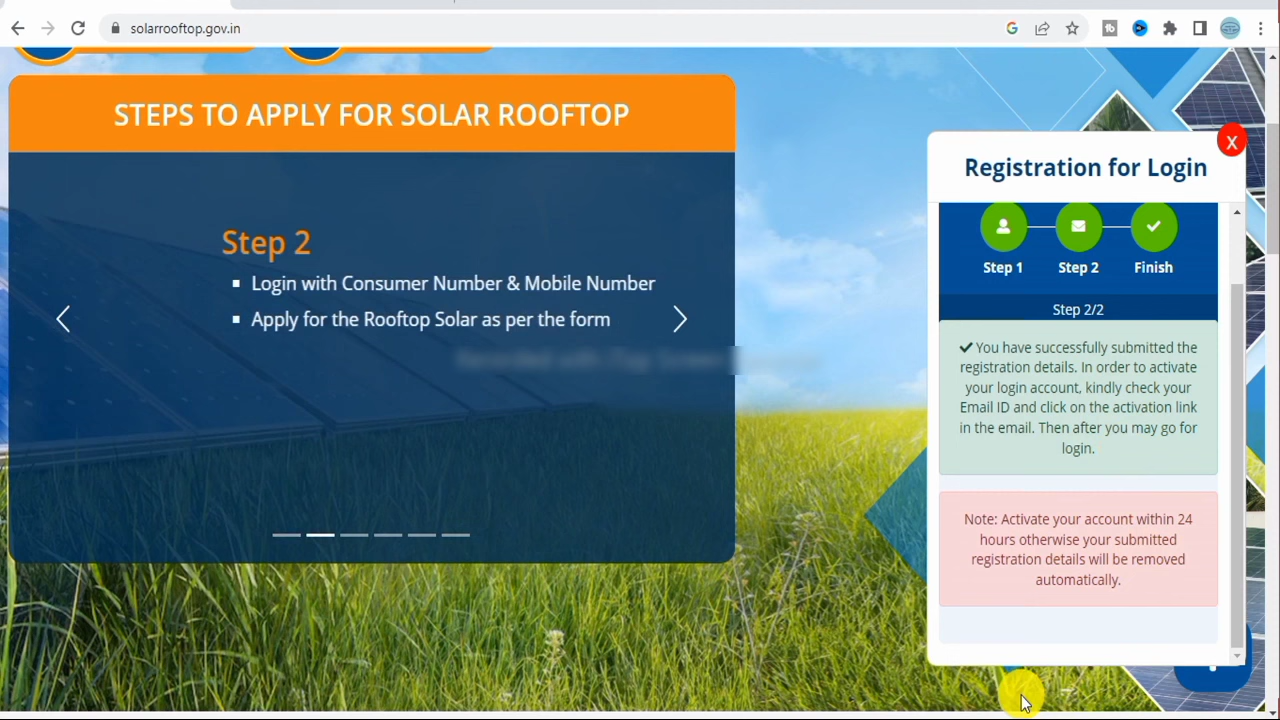 solarrooftop.gov.in
STEPS TO APPLY FOR SOLAR ROOFTOP
Step 2
Login with Consumer Number & Mobile Number
Apply for the Rooftop Solar as per the form
X
Registration for Login
Step 1 Step 2 Finish
Step 2/2
You have successfully submitted the
registration details. In order to activate
your login account, kindly check your
Email ID and click on the activation link
in the email. Then after you may go for
login.
Note: Activate your account within 24
hours otherwise your submitted
registration details will be removed
automatically.